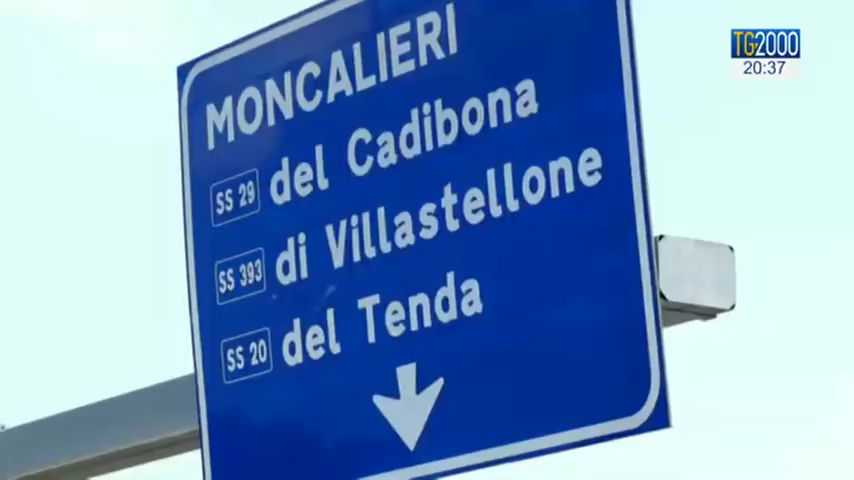 TG2000
20:37
MONCALIERI
SS 29 del Cadibona
SS 393 di Villastellone
SS 20 del Tenda